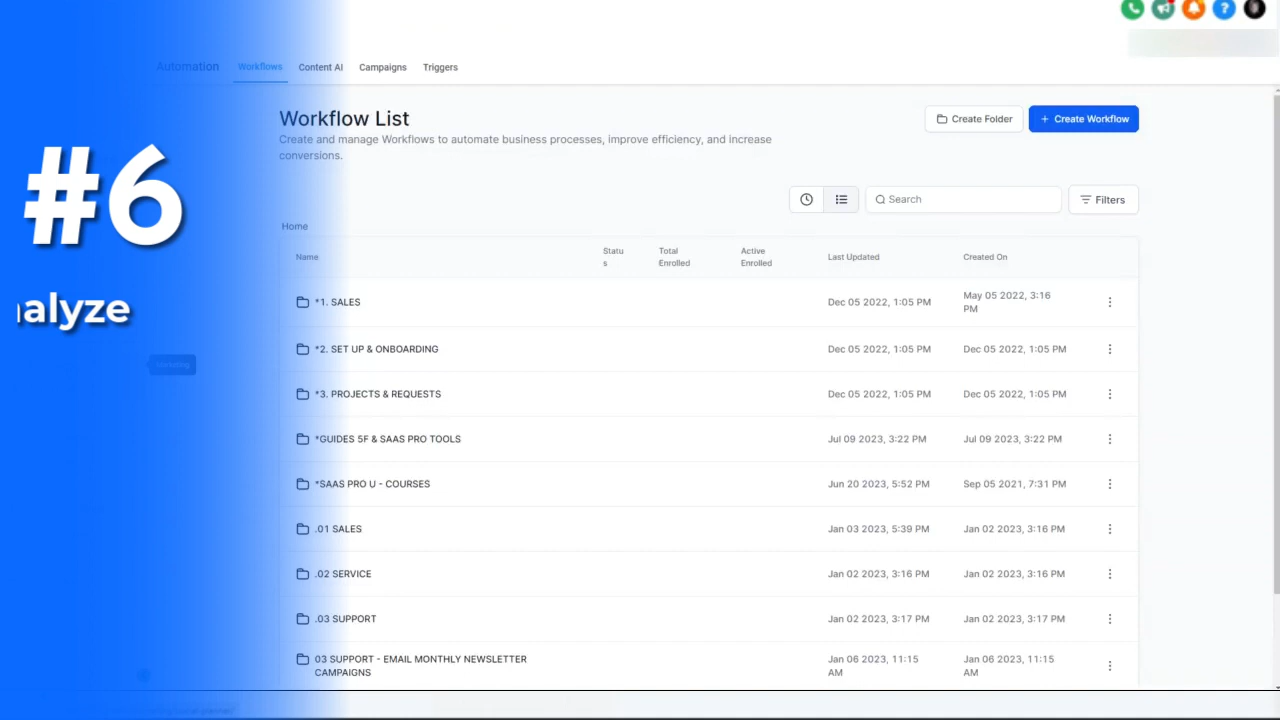 Automation
Workflows
Content AI
Campaigns
Triggers
Workflow List
Create and manage Workflows to automate business processes, improve efficiency, and increase
conversions.
Create Folder
+ Create Workflow
#6
alyze
Search
Filters
Home
Name
Statu
s
Total
Enrolled
Active
Enrolled
Last Updated
Created On
*1. SALES
Dec 05 2022, 1:05 PM
May 05 2022, 3:16
PM
*2. SET UP & ONBOARDING
Dec 05 2022, 1:05 PM
Dec 05 2022, 1:05 PM
*3. PROJECTS & REQUESTS
Dec 05 2022, 1:05 PM
Dec 05 2022, 1:05 PM
*GUIDES 5F & SAAS PRO TOOLS
Jul 09 2023, 3:22 PM
Jul 09 2023, 3:22 PM
*SAAS PRO U - COURSES
Jun 20 2023, 5:52 PM
Sep 05 2021, 7:31 PM
.01 SALES
Jan 03 2023, 5:39 PM
Jan 02 2023, 3:16 PM
.02 SERVICE
Jan 02 2023, 3:16 PM
Jan 02 2023, 3:16 PM
.03 SUPPORT
Jan 02 2023, 3:17 PM
Jan 02 2023, 3:17 PM
03 SUPPORT - EMAIL MONTHLY NEWSLETTER
CAMPAIGNS
Jan 06 2023, 11:15
AM
Jan 06 2023, 11:15
AM